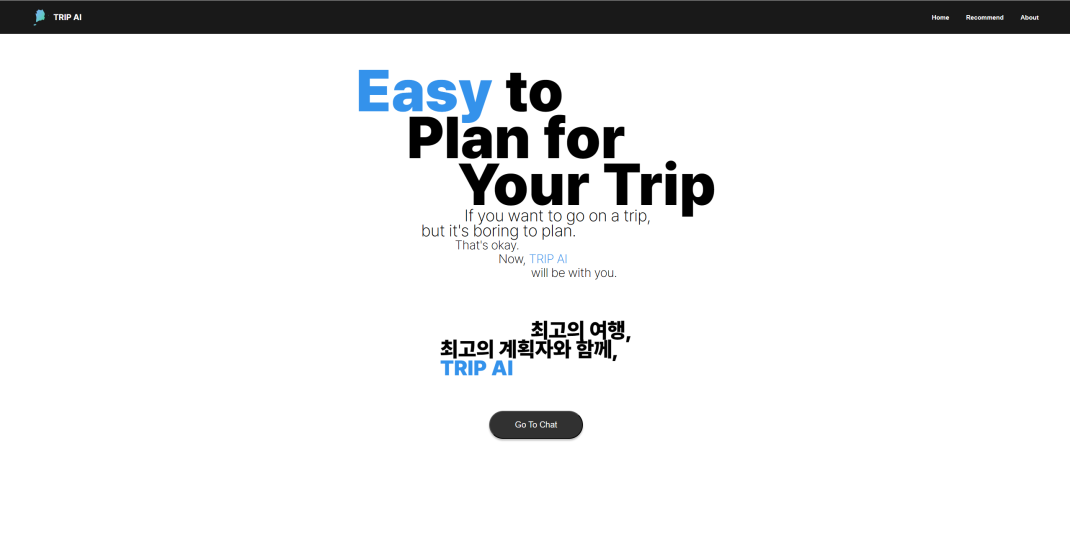 TRIP AI
Home Recommend About
Easy to
Plan for
Your Trip
If you want to go on a trip,
but it's boring to plan.
That's okay.
Now, TRIP AI
will be with you.
최고의 여행,
최고의 계획자와 함께,
TRIP AI
Go To Chat